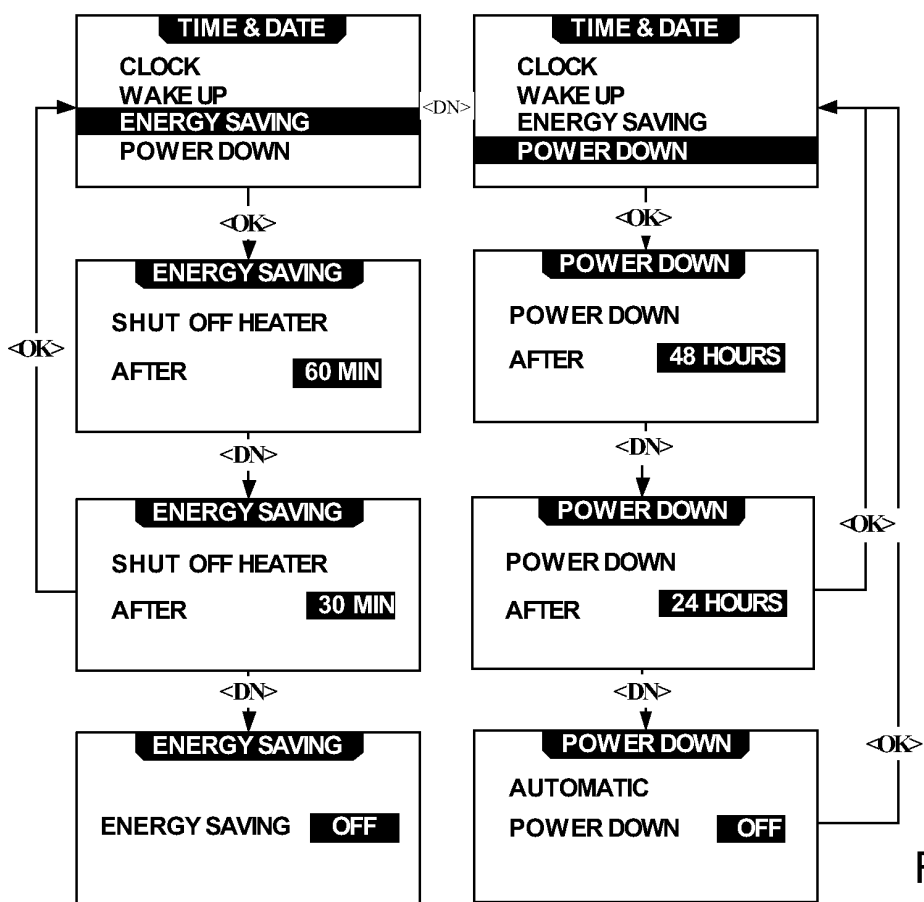 TIME & DATE
CLOCK
WAKE UP
ENERGY SAVING
POWER DOWN
<OK>
ENERGY SAVING
SHUT OFF HEATER
AFTER 60 MIN
<DN>
ENERGY SAVING
SHUT OFF HEATER
AFTER 30 MIN
<OK>
<DN>
ENERGY SAVING
ENERGY SAVING OFF
<DN>
TIME & DATE
CLOCK
WAKE UP
ENERGY SAVING
POWER DOWN
<OK>
POWER DOWN
POWER DOWN
AFTER 48 HOURS
<DN>
POWER DOWN
POWER DOWN
AFTER 24 HOURS
<OK>
<DN>
POWER DOWN
AUTOMATIC
POWER DOWN OFF
<OK>